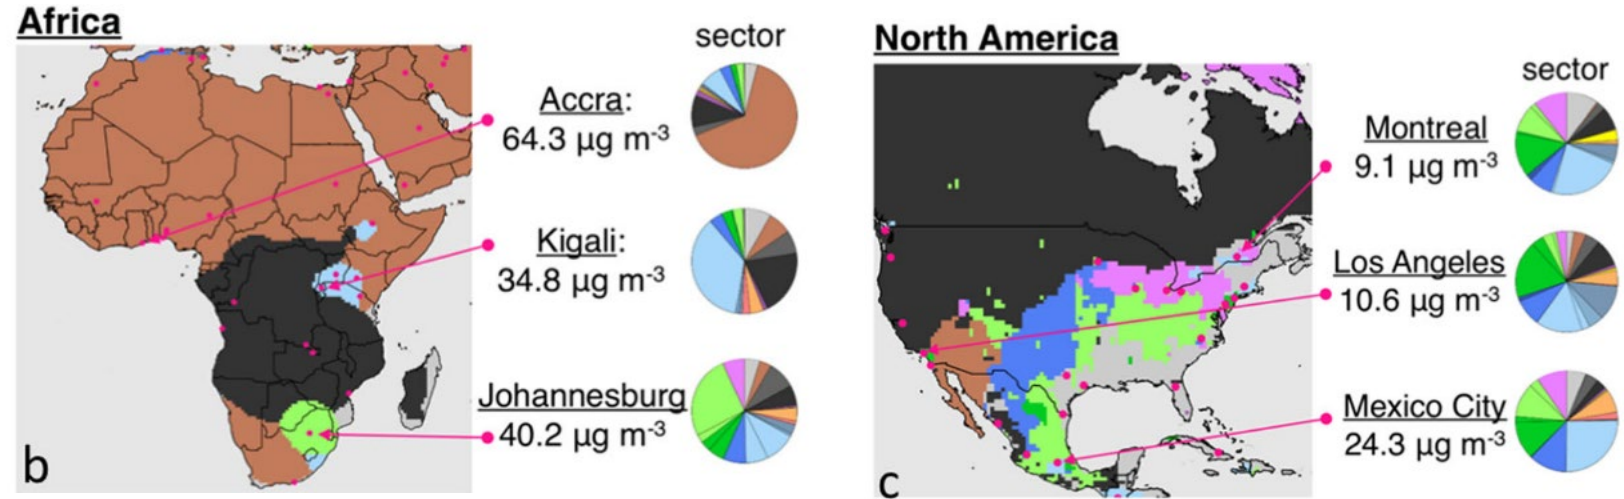 Africa
sector
Accra:
64.3 µg m-3
Kigali:
34.8 µg m-3
Johannesburg
40.2 µg m-3
b
North America
sector
Montreal
9.1 µg m-3
Los Angeles
10.6 µg m-3
Mexico City
24.3 µg m-3
c